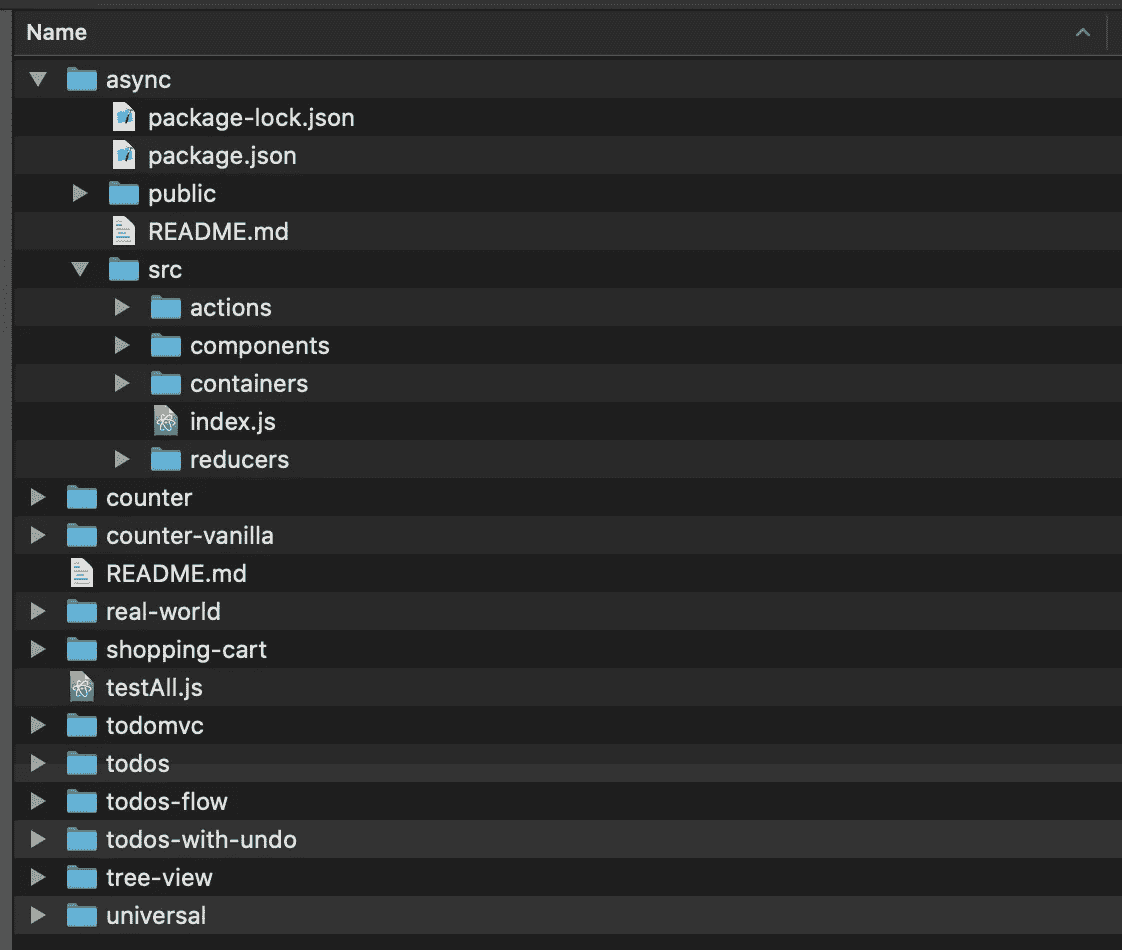 Name
async
package-lock.json
package.json
public
README.md
src
actions
components
containers
index.js
reducers
counter
counter-vanilla
README.md
real-world
shopping-cart
testAll.js
todomvc
todos
todos-flow
todos-with-undo
tree-view
universal